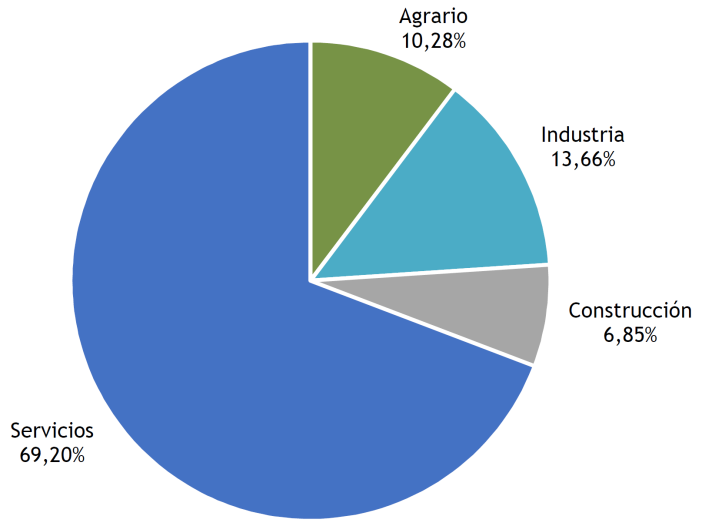 Agrario
10,28%
Industria
13,66%
Construcción
6,85%
Servicios
69,20%